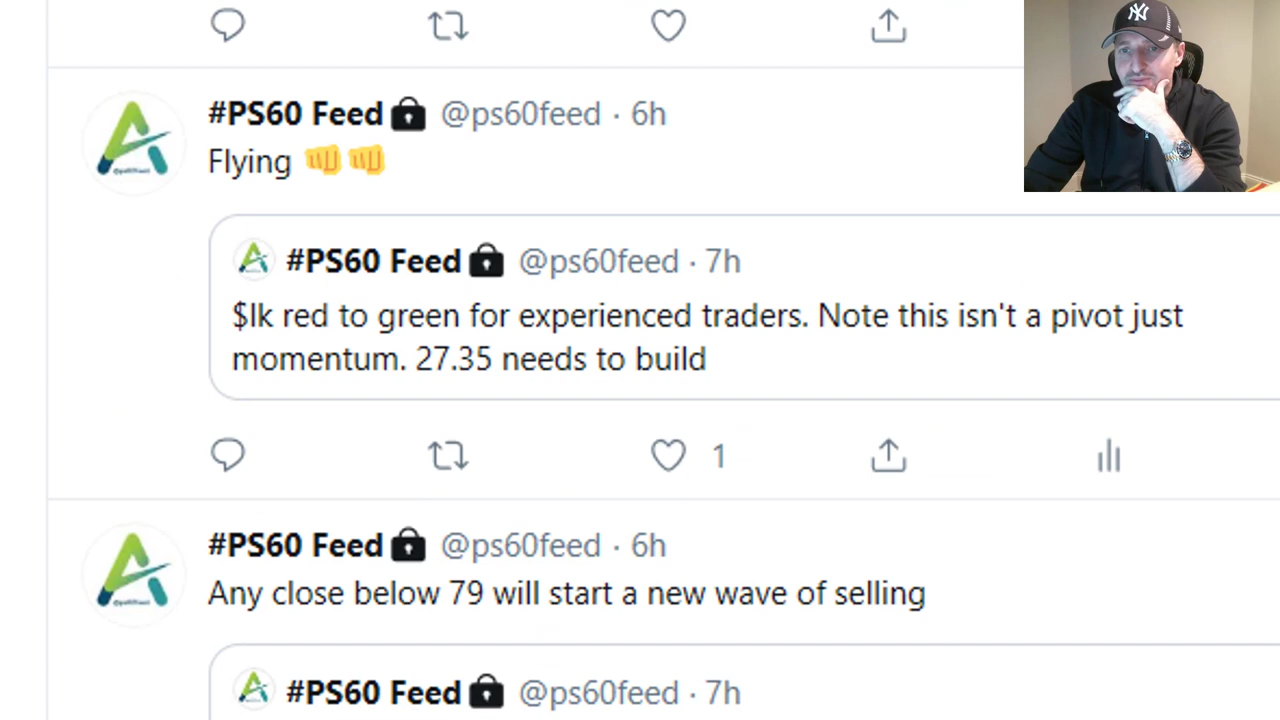 #PS60 Feed @ps60feed · 6h
Flying 👊👊
#PS60 Feed @ps60feed · 7h
$lk red to green for experienced traders. Note this isn't a pivot just
momentum. 27.35 needs to build
1
#PS60 Feed @ps60feed · 6h
Any close below 79 will start a new wave of selling
#PS60 Feed @ps60feed · 7h